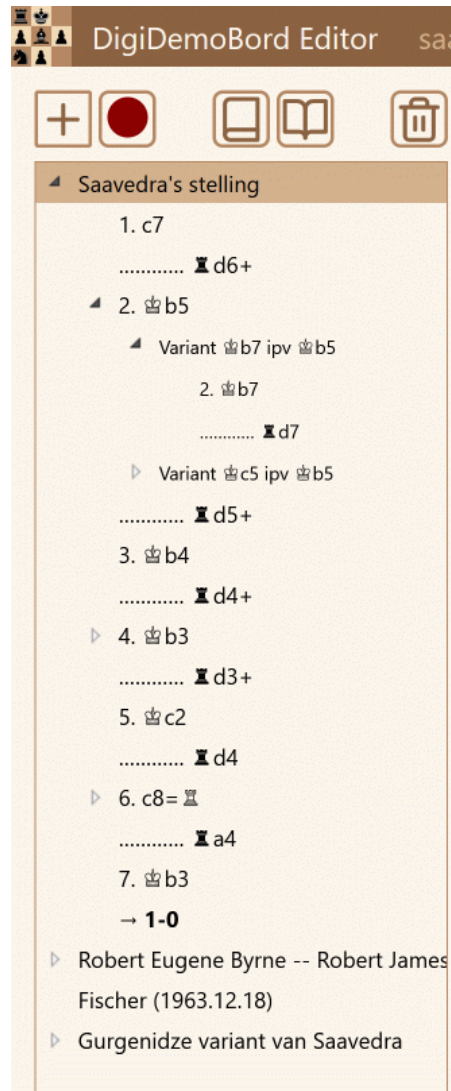 DigiDemoBord Editor saa
Saavedra's stelling
1. c7
............ ♜d6+
2. ♔b5
Variant ♔b7 ipv ♔b5
2. ♔b7
............ ♜d7
Variant ♔c5 ipv ♔b5
............ ♜d5+
3. ♔b4
............ ♜d4+
4. ♔b3
............ ♜d3+
5. ♔c2
............ ♜d4
6. c8=♖
............ ♜a4
7. ♔b3
→ 1-0
Robert Eugene Byrne -- Robert James
Fischer (1963.12.18)
Gurgenidze variant van Saavedra